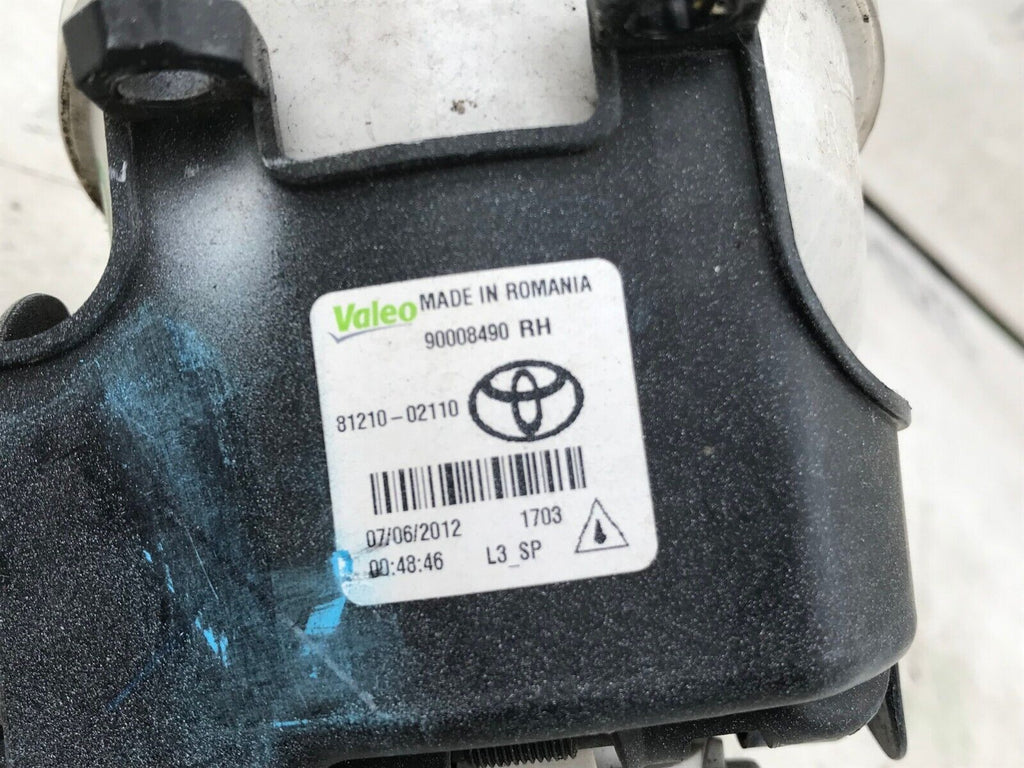 Valeo MADE IN ROMANIA
90008490 RH
81210-02110
07/06/2012 1703
00:48:46 L3_SP